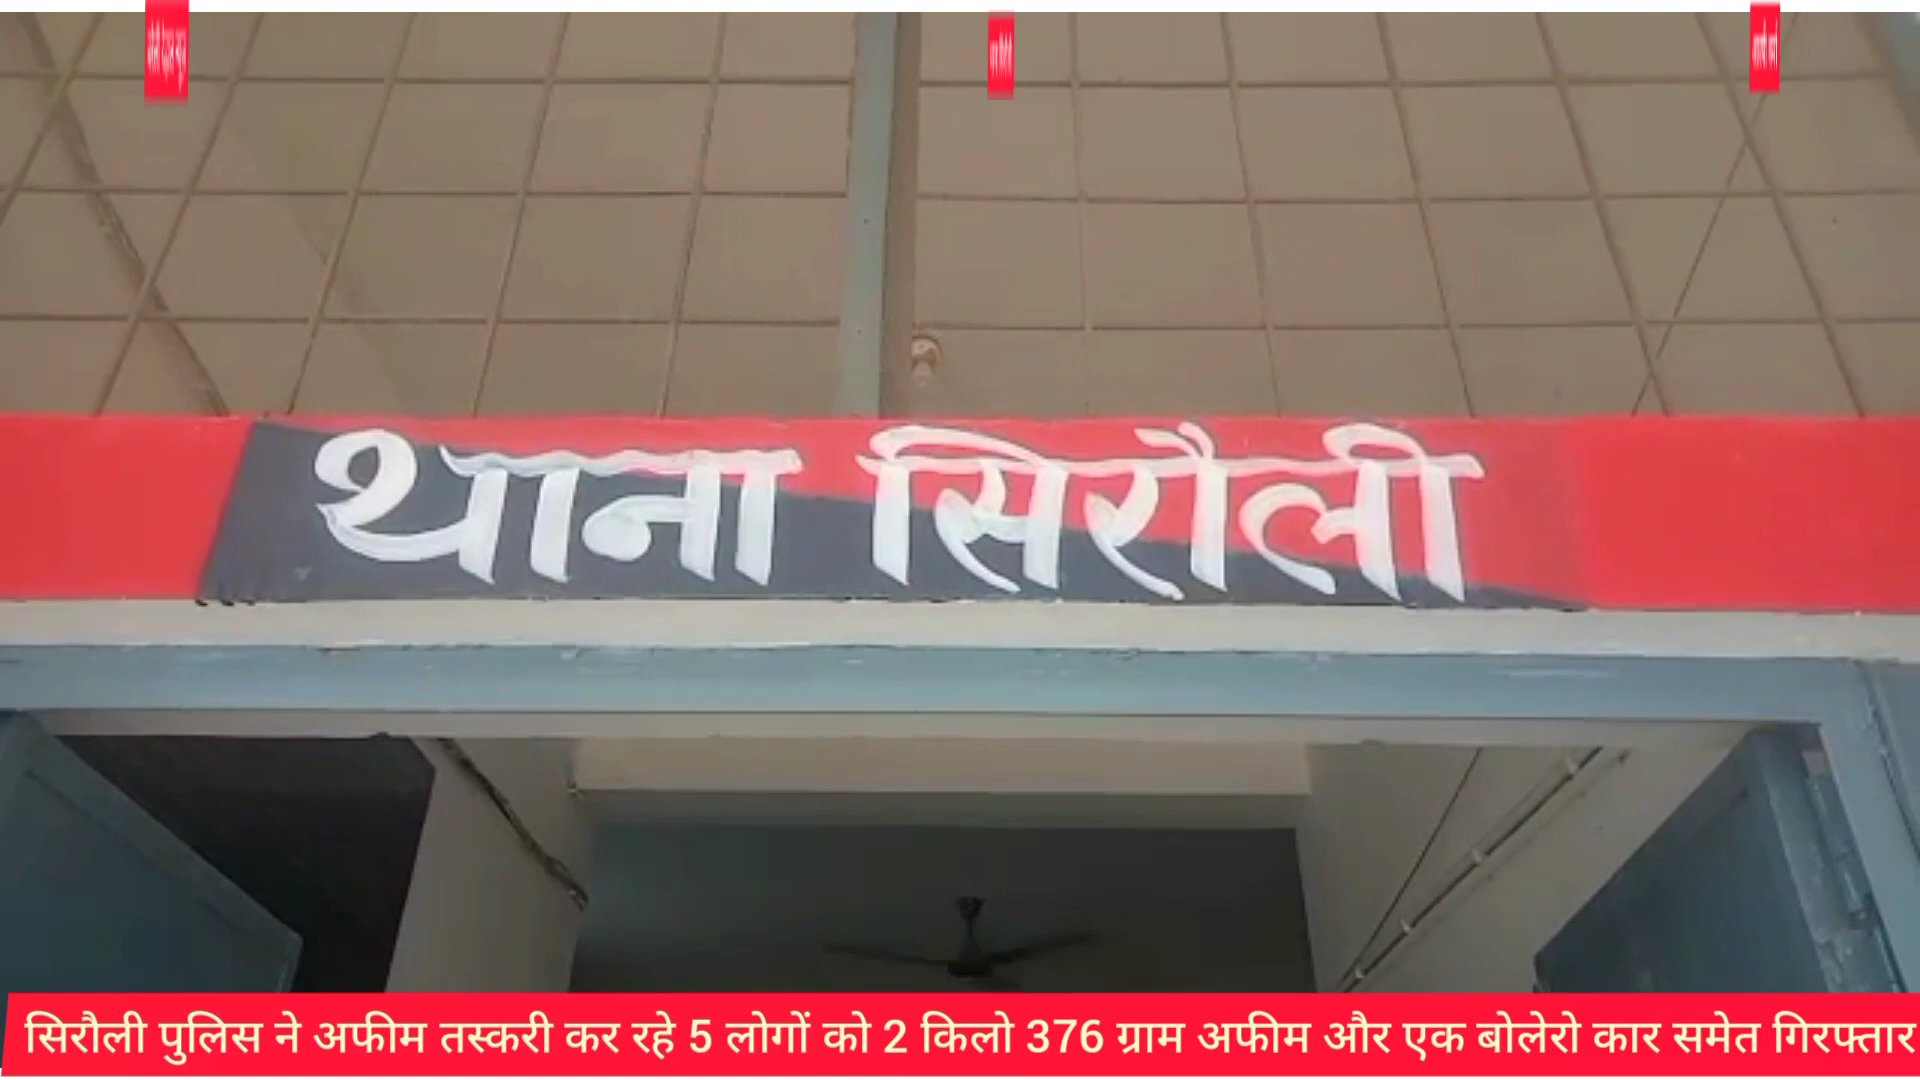 थाना सिरौली
सिरौली पुलिस ने अफीम तस्करी कर रहे 5 लोगों को 2 किलो 376 ग्राम अफीम और एक बोलेरो कार समेत गिरफ्तार